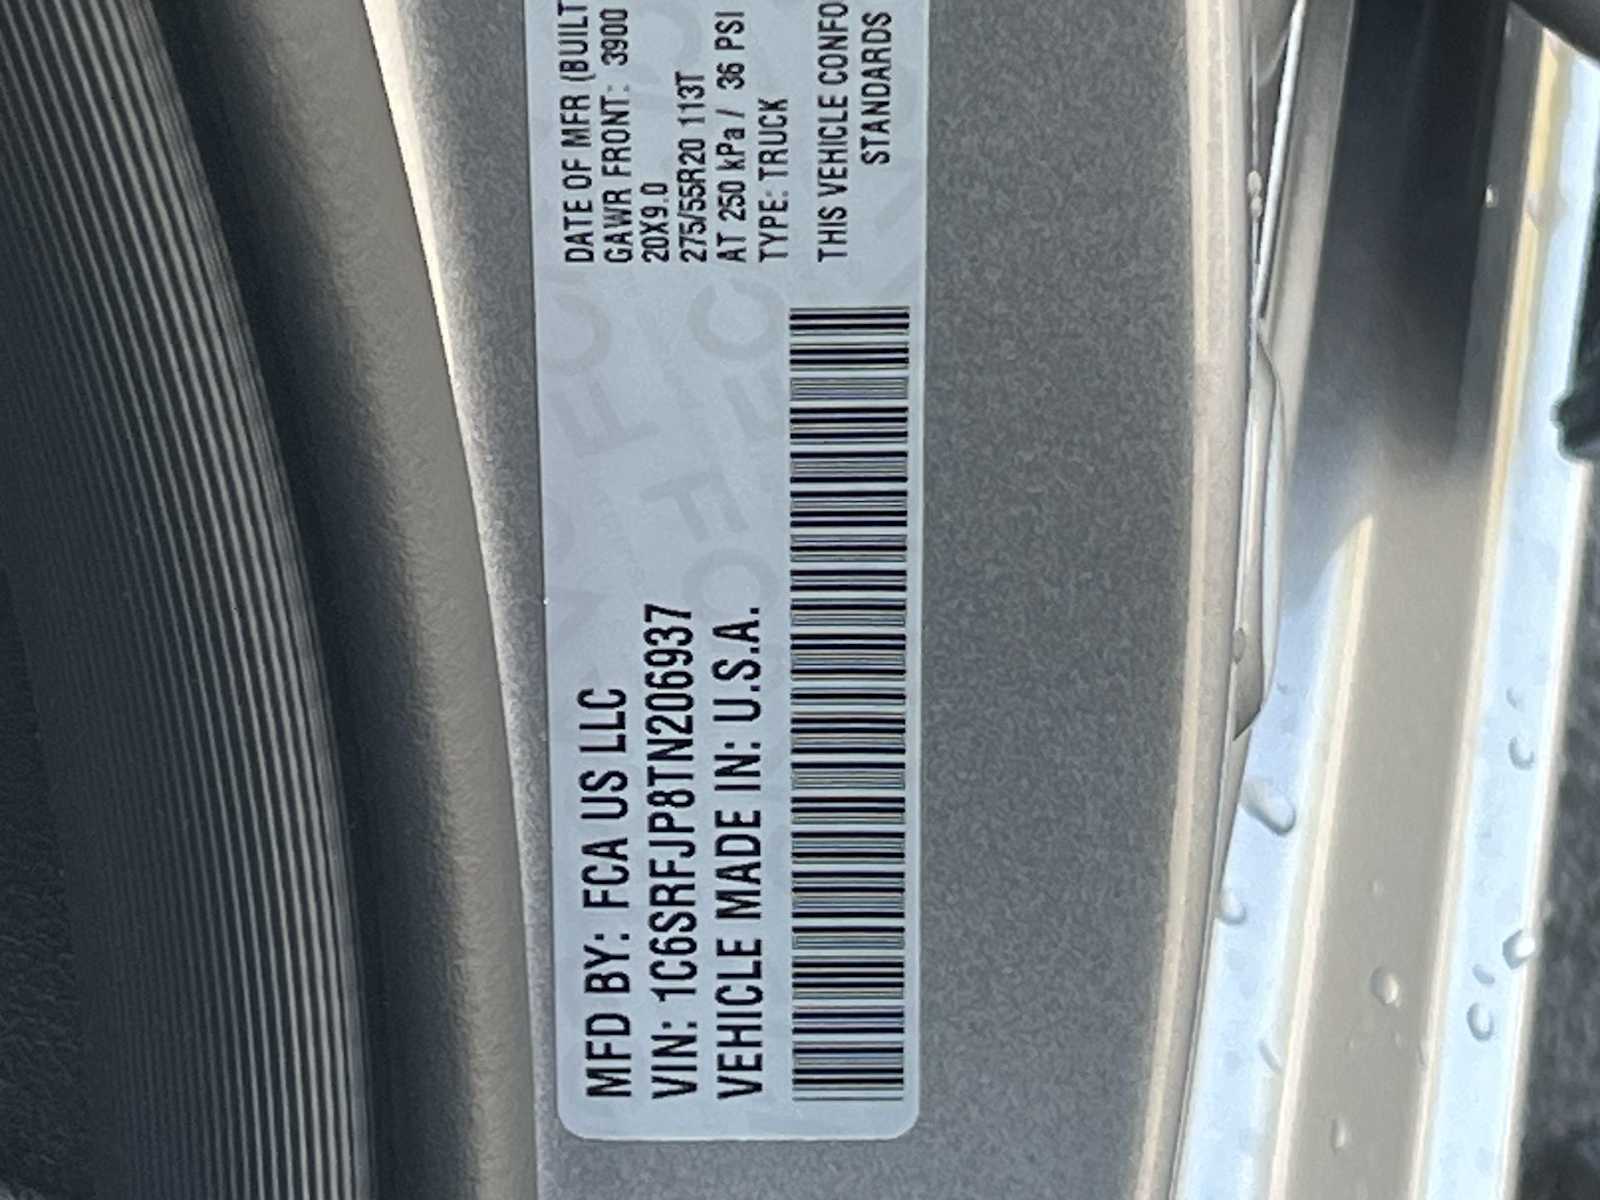 MFD BY: FCA US LLC
VIN: 1C6SRFJP8TN206937
VEHICLE MADE IN: U.S.A.
DATE OF MFR (BUILT
GAWR FRONT: 3900
20X9.0
275/55R20 113T
AT 250 kPa / 36 PSI
TYPE: TRUCK
THIS VEHICLE CONFO
STANDARDS